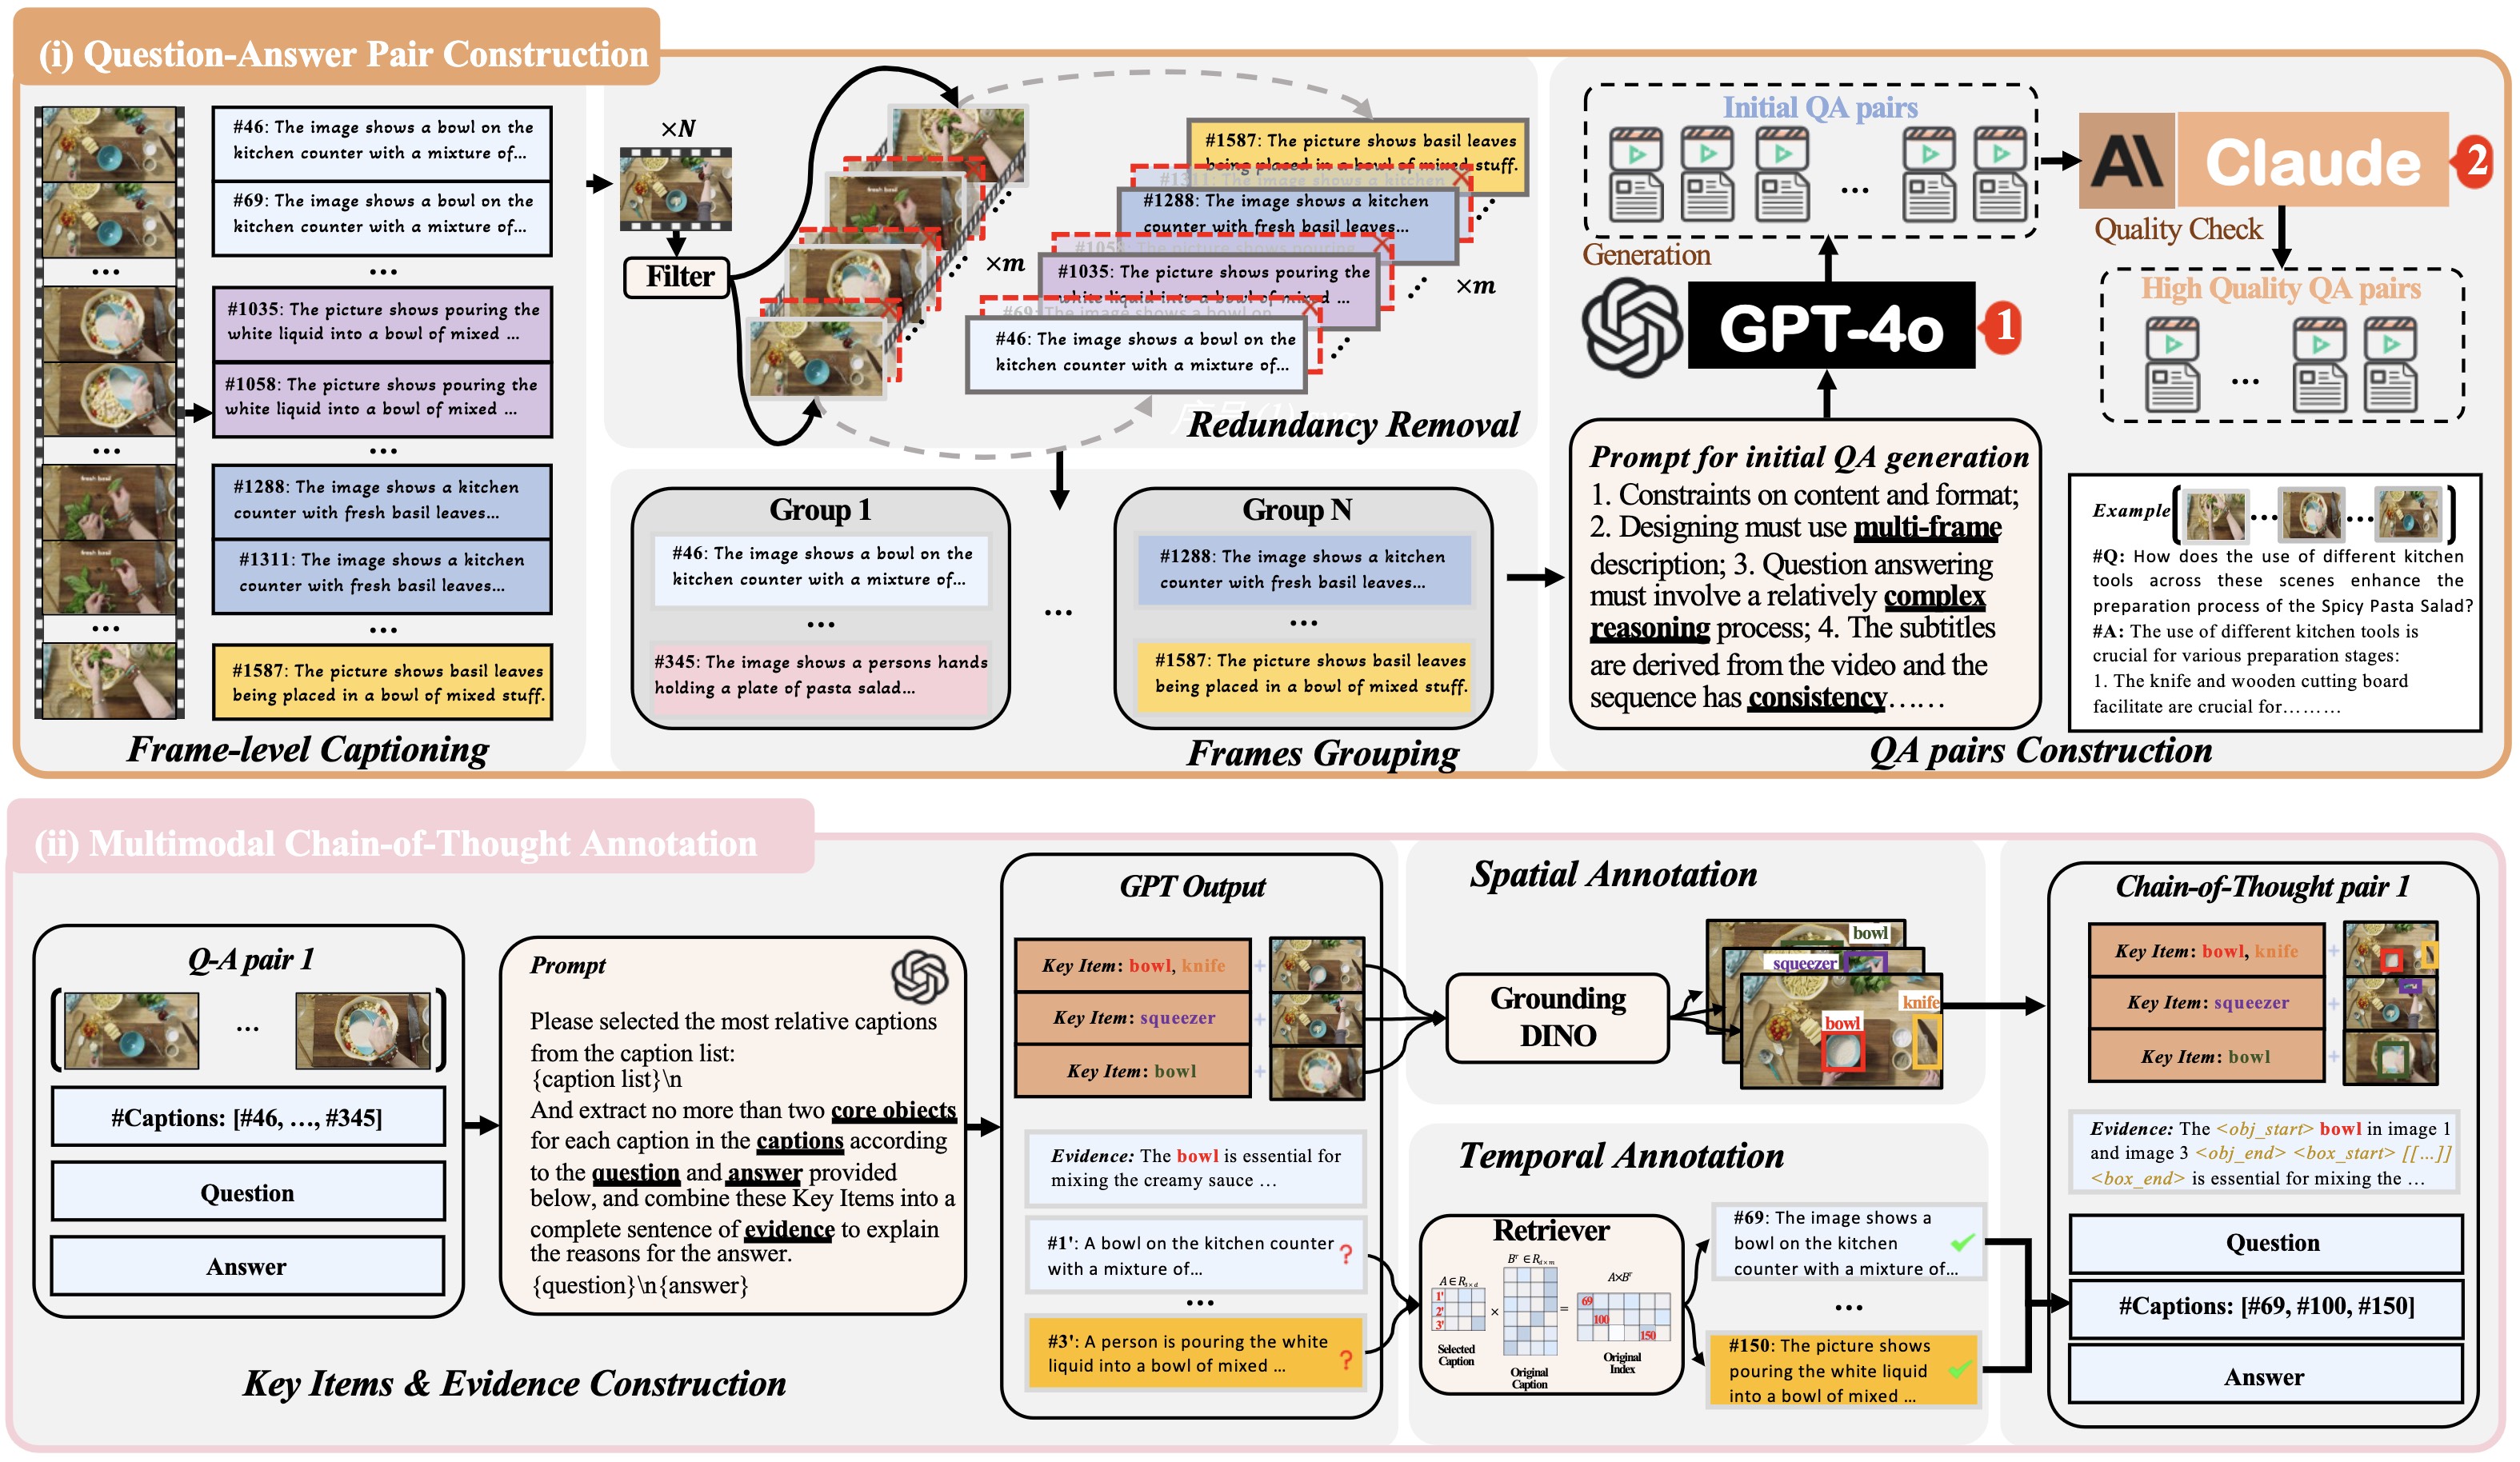 (i) Question-Answer Pair Construction
#46: The image shows a bowl on the
kitchen counter with a mixture of...
#69: The image shows a bowl on the
kitchen counter with a mixture of...
...
...
#1035: The picture shows pouring the
white liquid into a bowl of mixed ...
#1058: The picture shows pouring the
white liquid into a bowl of mixed ...
...
...
#1288: The image shows a kitchen
counter with fresh basil leaves...
#1311: The image shows a kitchen
counter with fresh basil leaves...
...
...
#1587: The picture shows basil leaves
being placed in a bowl of mixed stuff.
Frame-level Captioning
×N
Filter
fresh basil
×m
#1587: The picture shows basil leaves
being placed in a bowl of mixed stuff.
#1311: The image shows a kitchen
#1288: The image shows a kitchen
counter with fresh basil leaves...
#1058: The picture shows pouring
#1035: The picture shows pouring the
white liquid into a bowl of mixed ...
#69: The image shows a bowl on
#46: The image shows a bowl on the
kitchen counter with a mixture of...
×m
Redundancy Removal
Group 1
#46: The image shows a bowl on the
kitchen counter with a mixture of...
...
#345: The image shows a persons hands
holding a plate of pasta salad...
...
Group N
#1288: The image shows a kitchen
counter with fresh basil leaves...
...
#1587: The picture shows basil leaves
being placed in a bowl of mixed stuff.
Frames Grouping
Initial QA pairs
...
Generation
GPT-4o
1
Prompt for initial QA generation
1. Constraints on content and format;
2. Designing must use multi-frame
description; 3. Question answering
must involve a relatively complex
reasoning process; 4. The subtitles
are derived from the video and the
sequence has consistency……
A\
Claude
2
Quality Check
High Quality QA pairs
...
Example
... ...
#Q: How does the use of different kitchen
tools across these scenes enhance the
preparation process of the Spicy Pasta Salad?
#A: The use of different kitchen tools is
crucial for various preparation stages:
1. The knife and wooden cutting board
facilitate are crucial for………
QA pairs Construction
(ii) Multimodal Chain-of-Thought Annotation
Q-A pair 1
...
#Captions: [#46, …, #345]
Question
Answer
Prompt
Please selected the most relative captions
from the caption list:
{caption list}\n
And extract no more than two core objects
for each caption in the captions according
to the question and answer provided
below, and combine these Key Items into a
complete sentence of evidence to explain
the reasons for the answer.
{question}\n{answer}
Key Items & Evidence Construction
GPT Output
Key Item: bowl, knife +
Key Item: squeezer +
Key Item: bowl +
Evidence: The bowl is essential for
mixing the creamy sauce ...
#1': A bowl on the kitchen counter
with a mixture of... ?
...
#3': A person is pouring the white
liquid into a bowl of mixed ... ?
Spatial Annotation
Grounding
DINO
bowl
squeezer
knife
bowl
Temporal Annotation
Retriever
A∈R₃ₓd
1'
2'
3'
Selected
Caption
×
Bᵀ∈R_d×m
Original
Caption
=
A×Bᵀ
69
100
150
Original
Index
#69: The image shows a
bowl on the kitchen
counter with a mixture of...
...
#150: The picture shows
pouring the white liquid
into a bowl of mixed ...
Chain-of-Thought pair 1
Key Item: bowl, knife +
Key Item: squeezer +
Key Item: bowl +
Evidence: The <obj_start> bowl in image 1
and image 3 <obj_end> <box_start> [[...]]
<box_end> is essential for mixing the ...
Question
#Captions: [#69, #100, #150]
Answer